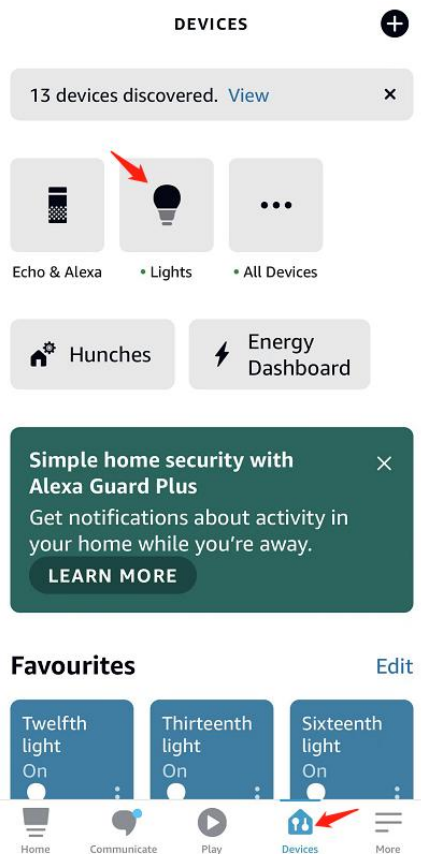 DEVICES
13 devices discovered. View
Echo & Alexa
Lights
All Devices
Hunches
Energy
Dashboard
Simple home security with
Alexa Guard Plus
Get notifications about activity in
your home while you’re away.
LEARN MORE
Favourites
Edit
Twelfth
light
On
Thirteenth
light
On
Sixteenth
light
On
Home
Communicate
Play
Devices
More